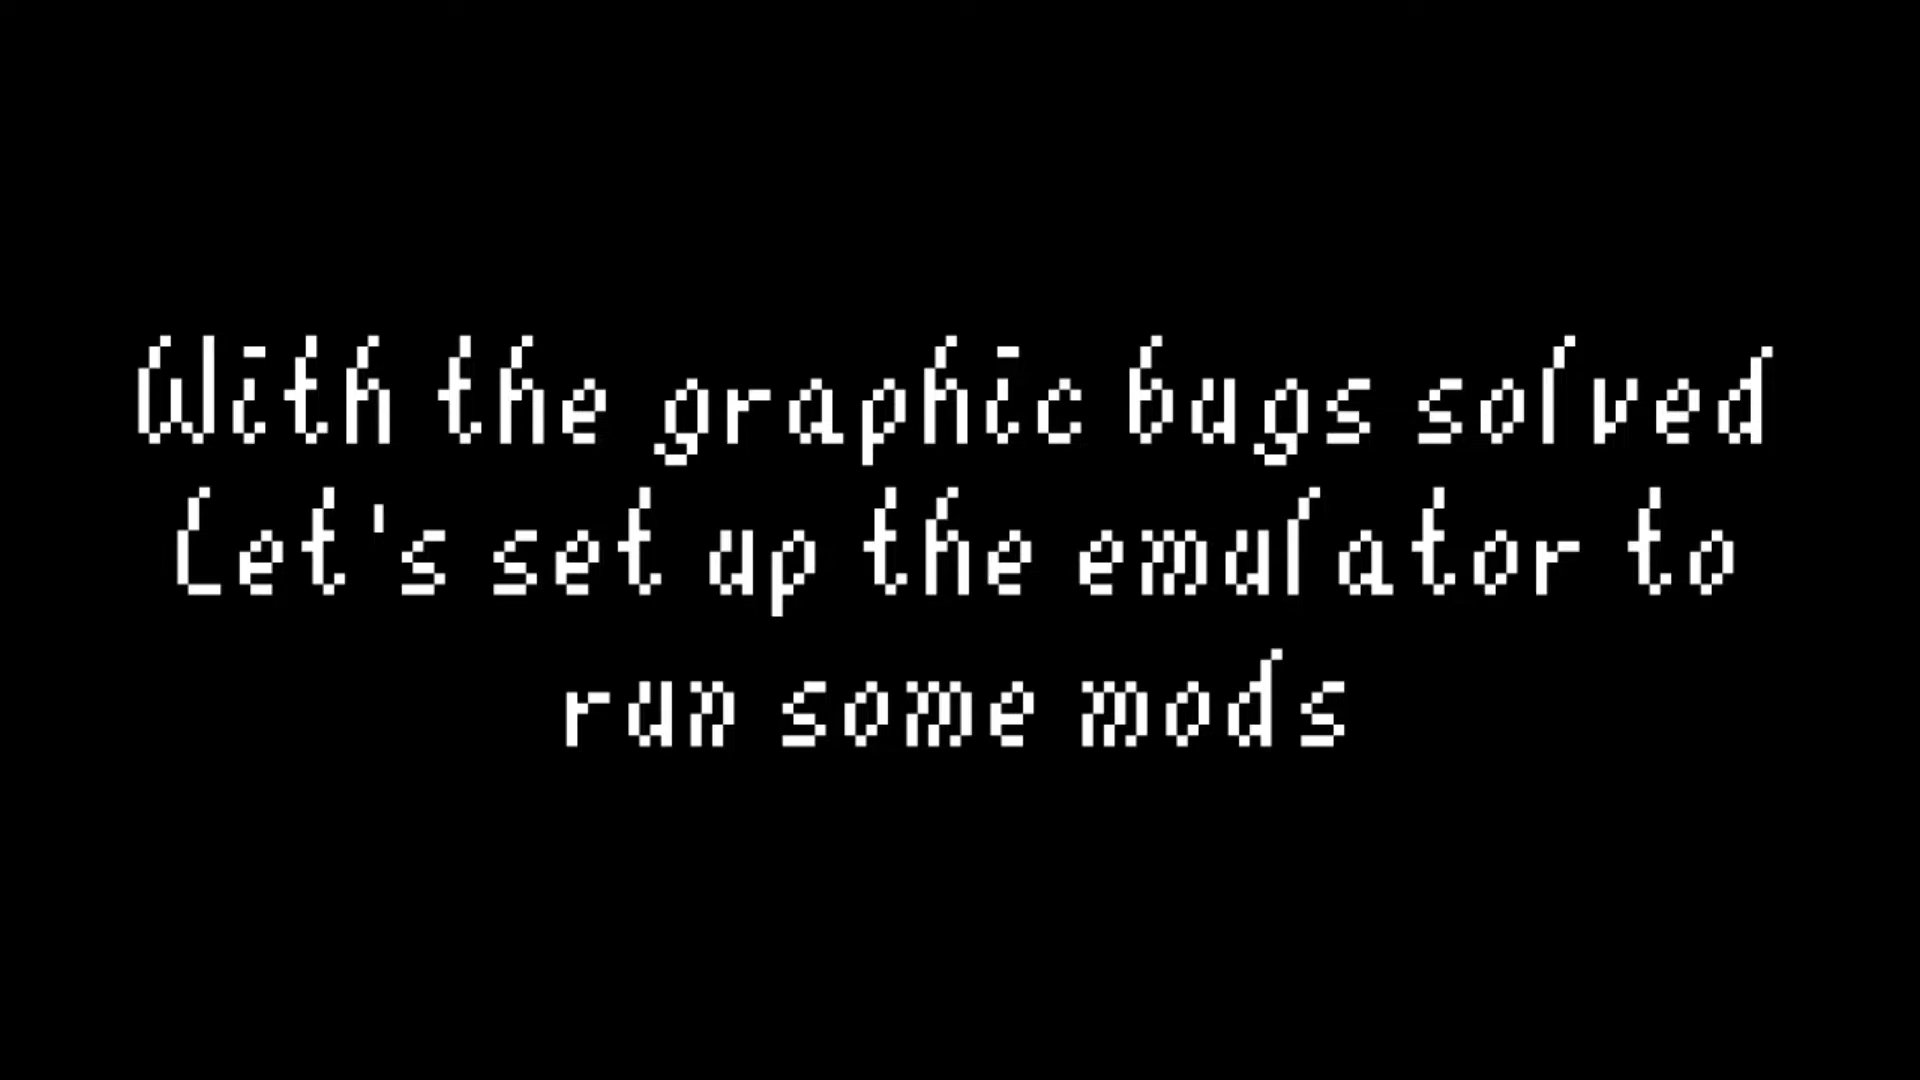 With the graphic bugs solved
Let's set up the emulator to
run some mods